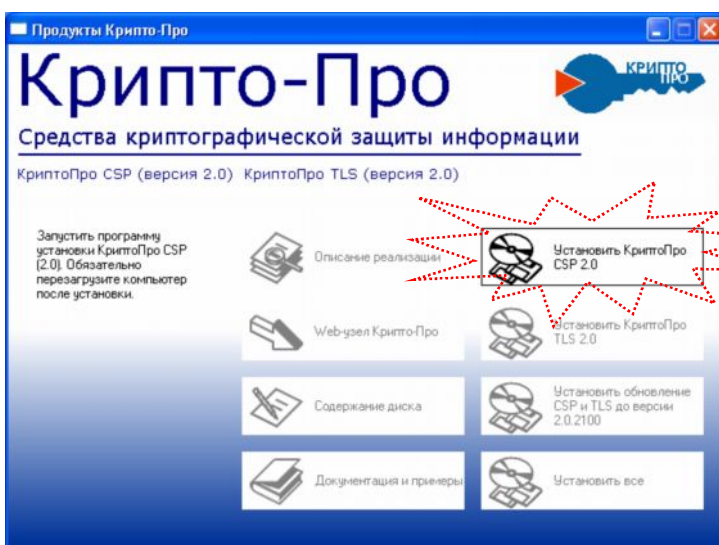 Продукты Крипто-Про
Крипто-Про
КРИПТО
ПРО
Средства криптографической защиты информации
КриптоПро CSP (версия 2.0) КриптоПро TLS (версия 2.0)
Запустить программу
установки КриптоПро CSP
(2.0). Обязательно
перезагрузите компьютер
после установки.
Описание реализации
Установить КриптоПро
CSP 2.0
Web-узел Крипто-Про
Установить КриптоПро
TLS 2.0
Содержание диска
Установить обновление
CSP и TLS до версии
2.0.2100
Документация и примеры
Установить все